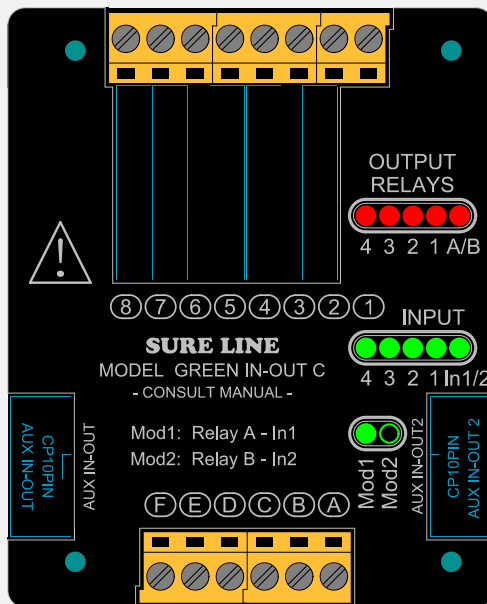 OUTPUT
RELAYS
4 3 2 1 A/B
8 7 6 5 4 3 2 1
INPUT
4 3 2 1 In1/2
SURE LINE
MODEL GREEN IN-OUT C
- CONSULT MANUAL -
Mod1: Relay A - In1
Mod2: Relay B - In2
Mod1
Mod2
CP10PIN
AUX IN-OUT
AUX IN-OUT
AUX IN-OUT2
CP10PIN
AUX IN-OUT 2
F E D C B A